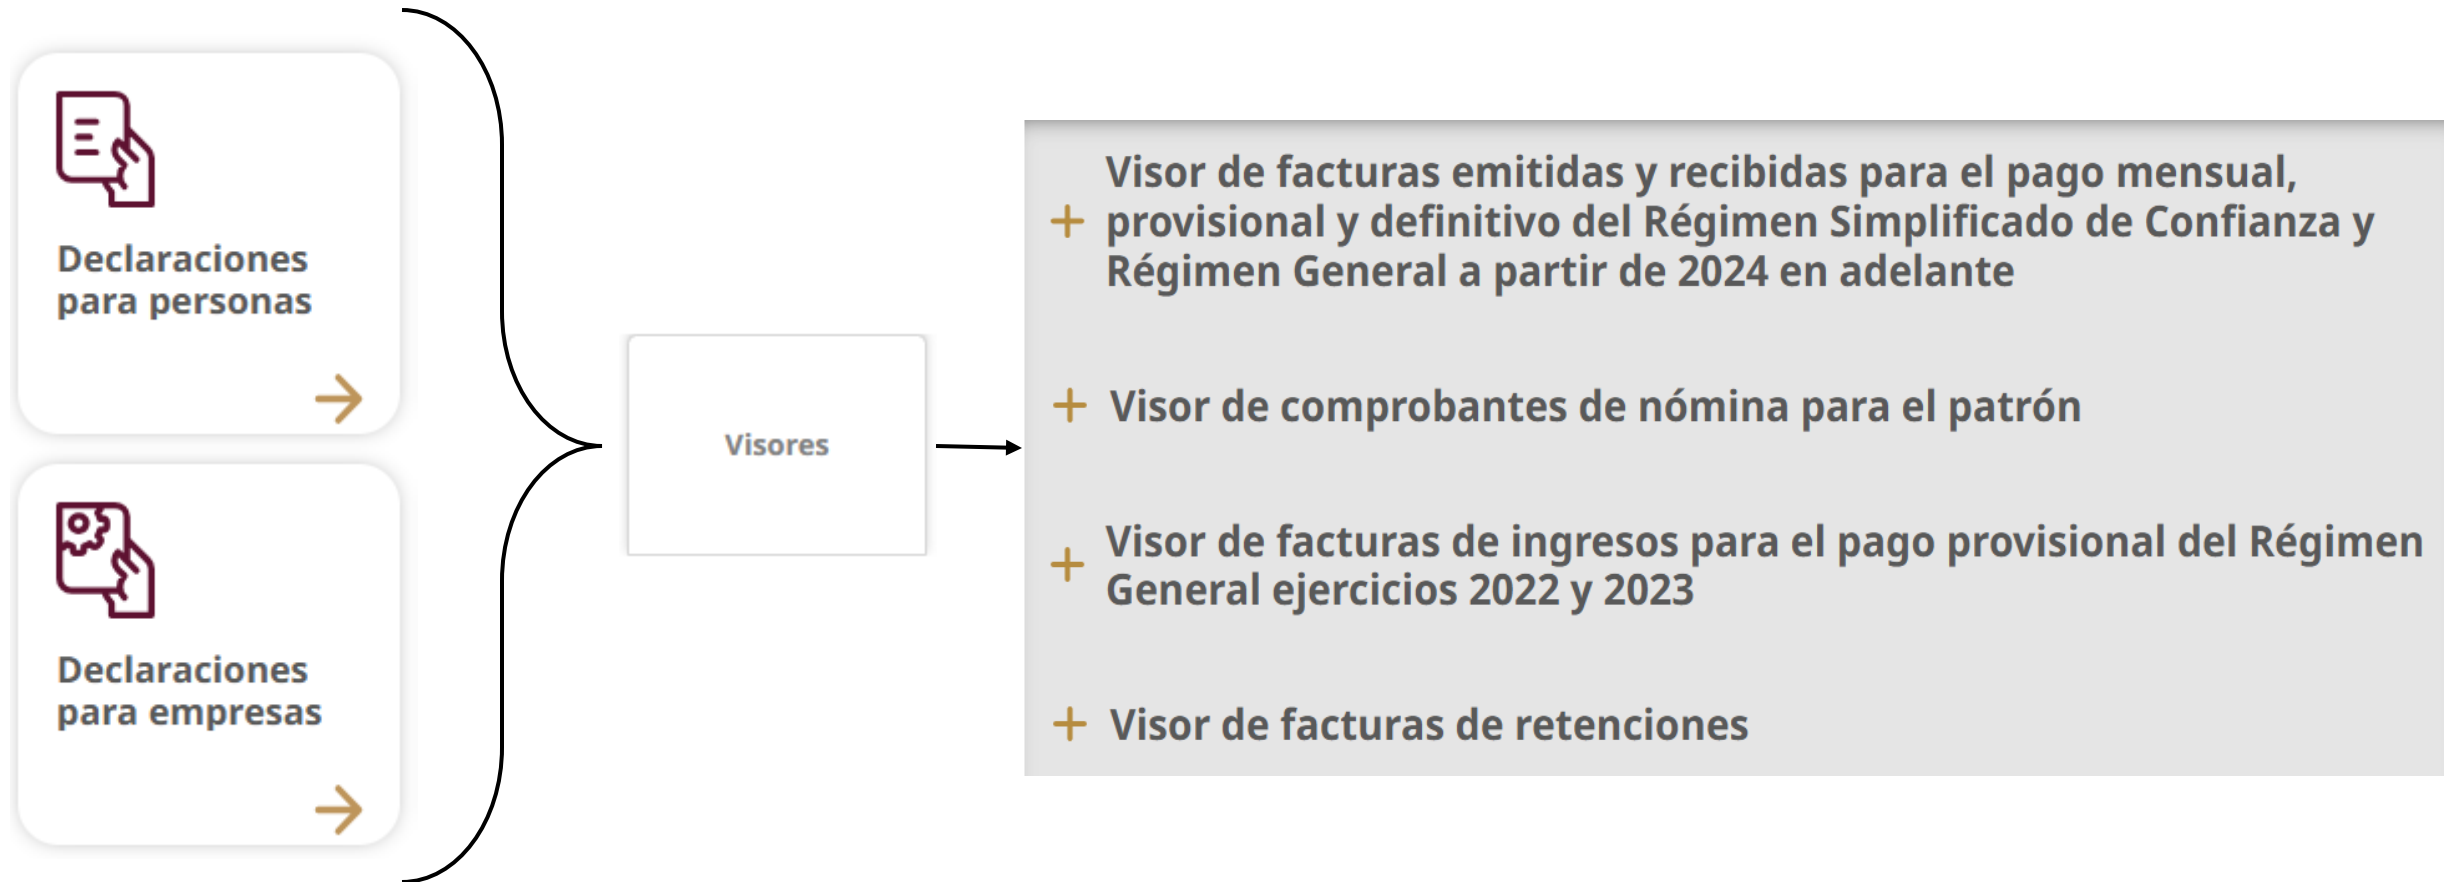 Declaraciones
para personas
Declaraciones
para empresas
Visores
Visor de facturas emitidas y recibidas para el pago mensual,
provisional y definitivo del Régimen Simplificado de Confianza y
Régimen General a partir de 2024 en adelante
Visor de comprobantes de nómina para el patrón
Visor de facturas de ingresos para el pago provisional del Régimen
General ejercicios 2022 y 2023
Visor de facturas de retenciones